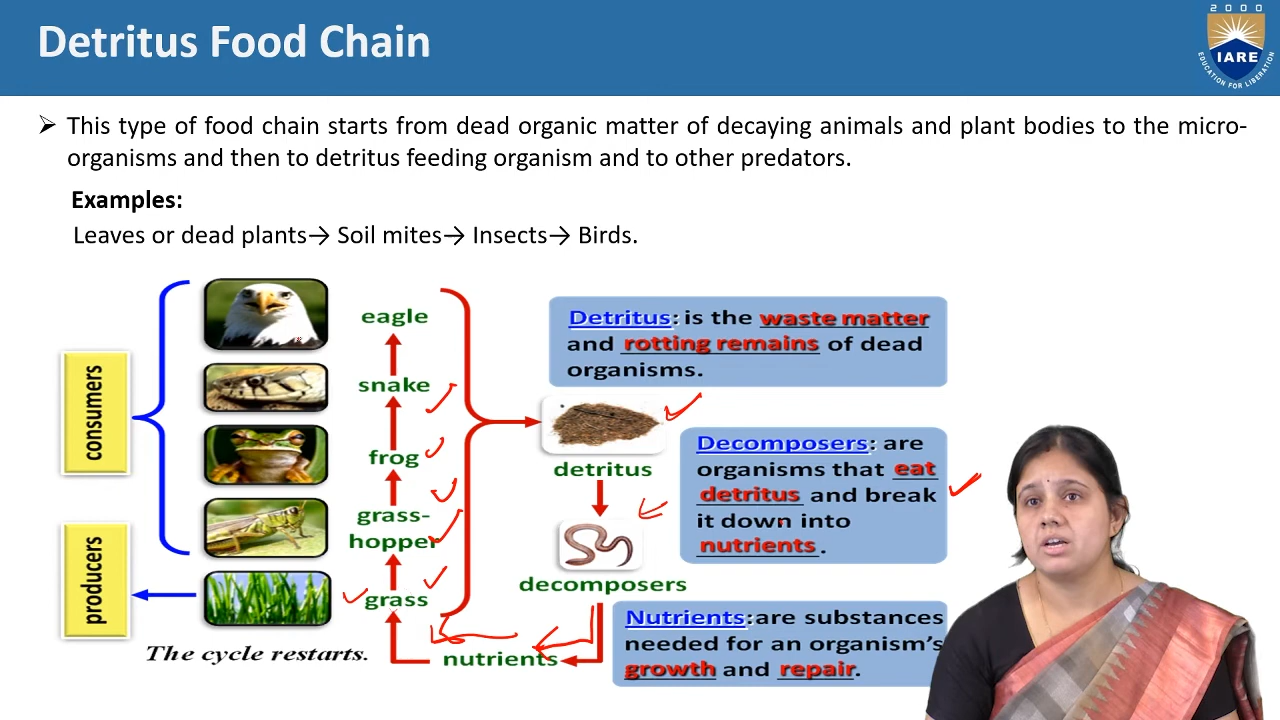 Detritus Food Chain
2000
IARE
EDUCATION FOR LIBERATION
➢ This type of food chain starts from dead organic matter of decaying animals and plant bodies to the micro-
organisms and then to detritus feeding organism and to other predators.
Examples:
Leaves or dead plants→ Soil mites→ Insects→ Birds.
consumers
producers
eagle
snake
frog
grass-
hopper
grass
The cycle restarts.
nutrients
Detritus: is the waste matter
and rotting remains of dead
organisms.
detritus
decomposers
Decomposers: are
organisms that eat
detritus and break
it down into
nutrients.
Nutrients:are substances
needed for an organism's
growth and repair.